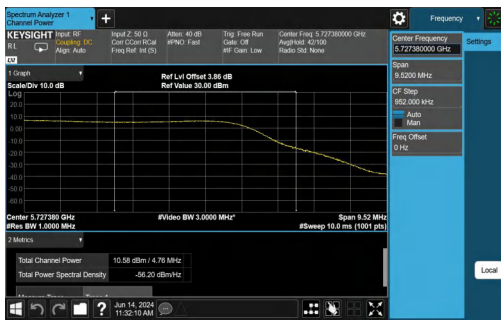 Spectrum Analyzer 1
Channel Power
Frequency
KEYSIGHT
Input: RF
Coupling: DC
Align: Auto
Input Z: 50 Ω
Corr CCorr RCal
Freq Ref: Int (S)
Atten: 40 dB
#PNO: Fast
Trig: Free Run
Gate: Off
#IF Gain: Low
Center Freq: 5.727380000 GHz
Avg|Hold: 42/100
Radio Std: None
RL
LXI
Center Frequency
5.727380000 GHz
Settings
Span
9.5200 MHz
CF Step
952.000 kHz
Auto
Man
Freq Offset
0 Hz
1 Graph
Scale/Div 10.0 dB
Ref Lvl Offset 3.86 dB
Ref Value 30.00 dBm
Log
20.0
10.0
0.00
-10.0
-20.0
-30.0
-40.0
-50.0
-60.0
Center 5.727380 GHz
#Res BW 1.0000 MHz
#Video BW 3.0000 MHz*
Span 9.52 MHz
#Sweep 10.0 ms (1001 pts)
2 Metrics
Total Channel Power 10.58 dBm / 4.76 MHz
Total Power Spectral Density -56.20 dBm/Hz
Local
?
Jun 14, 2024
11:32:10 AM